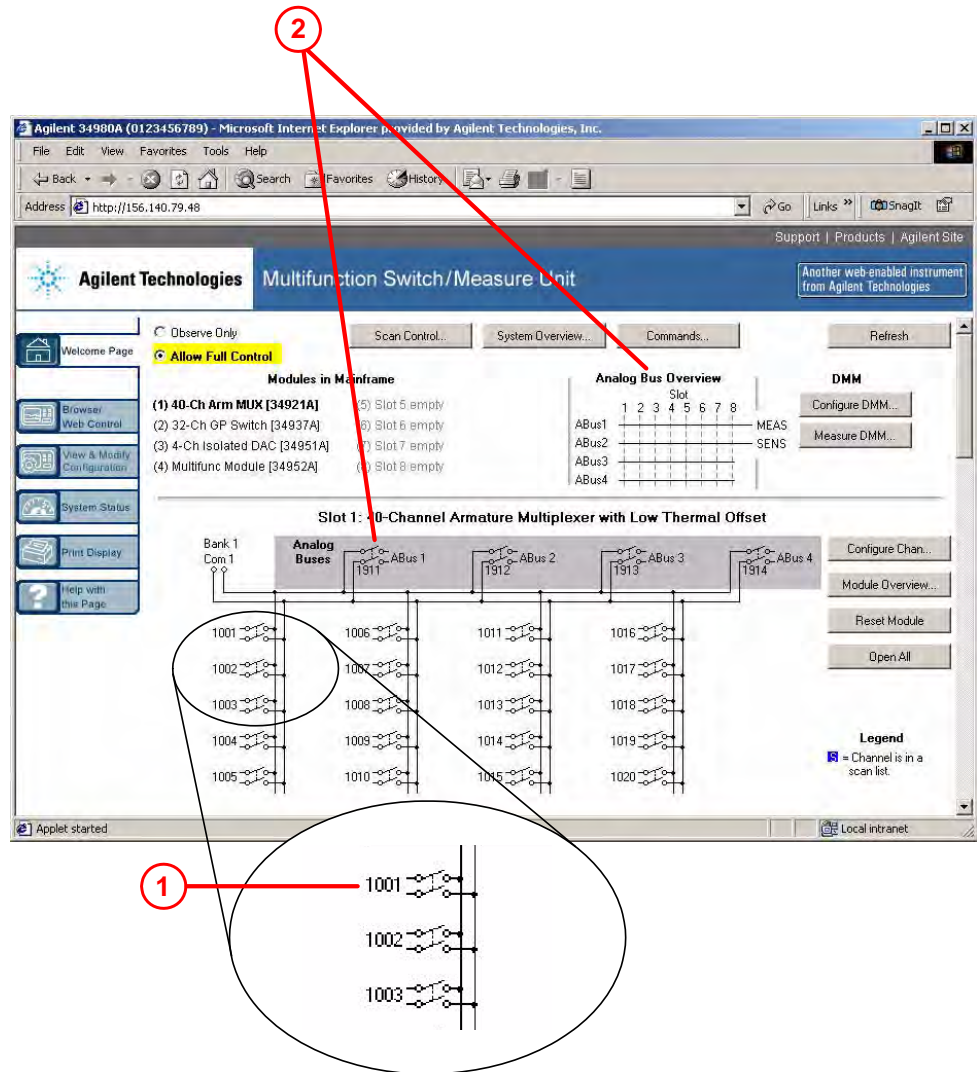 2
Agilent 34980A (0123456789) - Microsoft Internet Explorer provided by Agilent Technologies, Inc.
File Edit View Favorites Tools Help
Back Search Favorites History
Address http://156.140.79.48 Go Links » SnagIt
Support | Products | Agilent Site
Agilent Technologies Multifunction Switch/Measure Unit
Another web-enabled instrument
from Agilent Technologies
Welcome Page
Browser
Web Control
View & Modify
Configuration
System Status
Print Display
Help with
this Page
Observe Only
Allow Full Control
Scan Control... System Overview... Commands... Refresh
Modules in Mainframe
(1) 40-Ch Arm MUX [34921A] (5) Slot 5 empty
(2) 32-Ch GP Switch [34937A] (6) Slot 6 empty
(3) 4-Ch Isolated DAC [34951A] (7) Slot 7 empty
(4) Multifunc Module [34952A] (8) Slot 8 empty
Analog Bus Overview
Slot
1 2 3 4 5 6 7 8
ABus1 MEAS
ABus2 SENS
ABus3
ABus4
DMM
Configure DMM...
Measure DMM...
Slot 1: 40-Channel Armature Multiplexer with Low Thermal Offset
Bank 1
Com 1
Analog
Buses
ABus 1 ABus 2 ABus 3 ABus 4
1911 1912 1913 1914
1001 1006 1011 1016
1002 1007 1012 1017
1003 1008 1013 1018
1004 1009 1014 1019
1005 1010 1015 1020
Configure Chan...
Module Overview...
Reset Module
Open All
Legend
S = Channel is in a
scan list.
Applet started Local intranet
1
1001
1002
1003